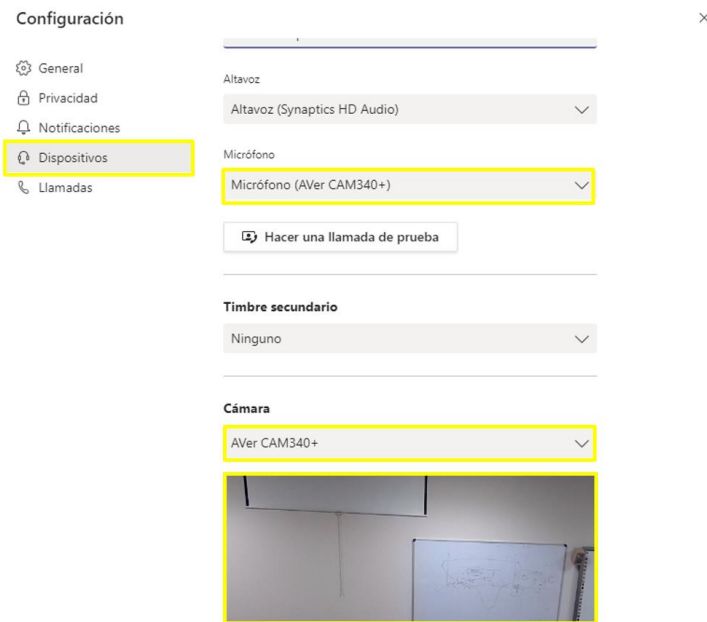 Configuración
General
Privacidad
Notificaciones
Dispositivos
Llamadas
Altavoz
Altavoz (Synaptics HD Audio)
Micrófono
Micrófono (AVer CAM340+)
Hacer una llamada de prueba
Timbre secundario
Ninguno
Cámara
AVer CAM340+